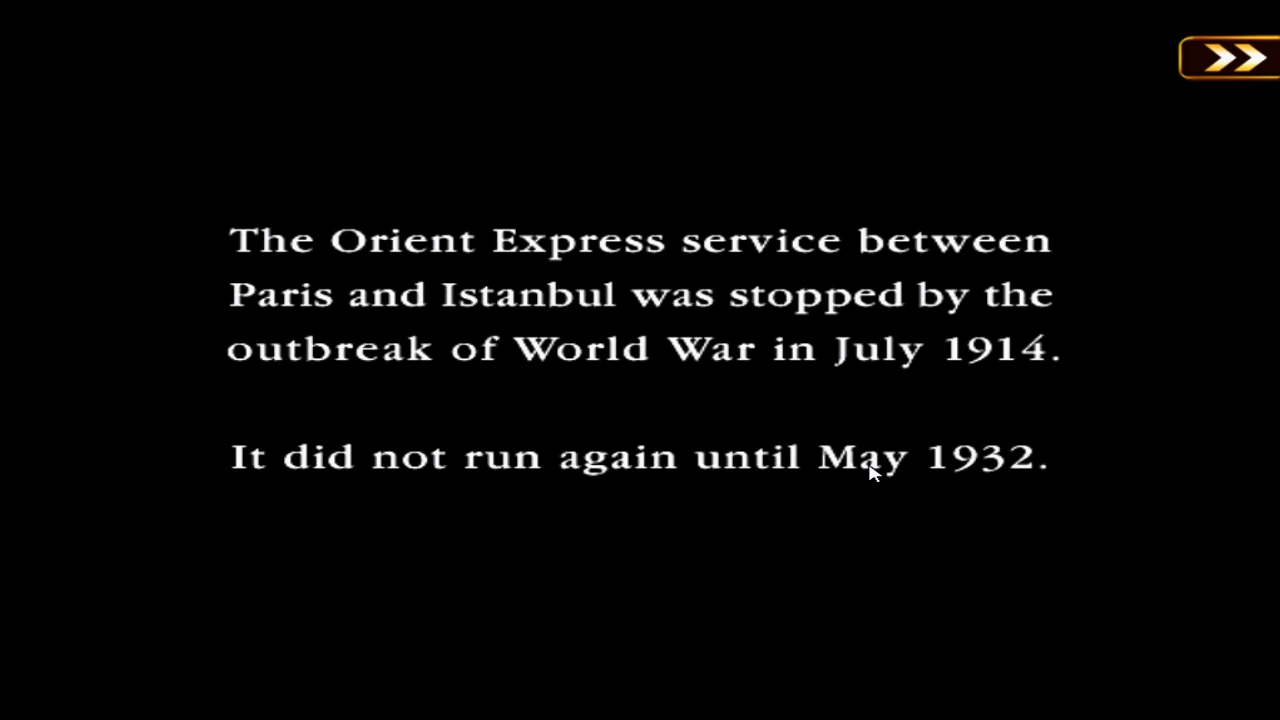 The Orient Express service between
Paris and Istanbul was stopped by the
outbreak of World War in July 1914.
It did not run again until May 1932.